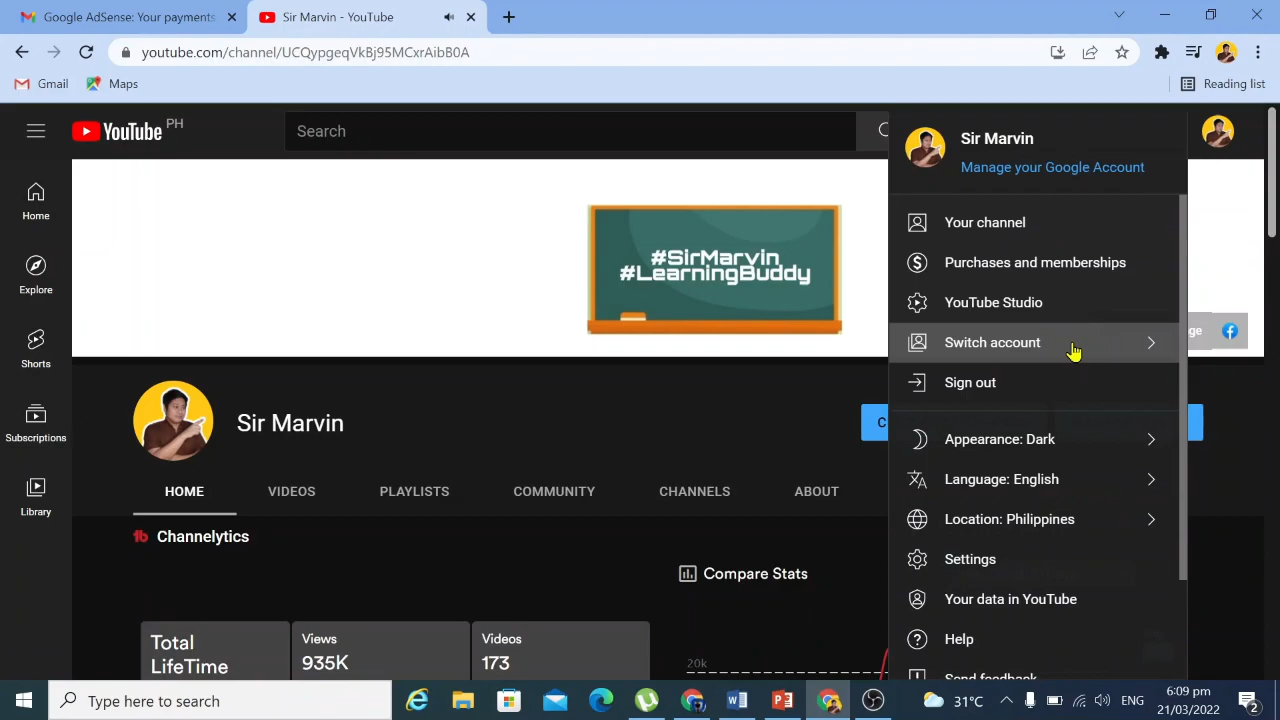 Google AdSense: Your payments
Sir Marvin - YouTube
youtube.com/channel/UCQypgeqVkBj95MCxrAibB0A
Gmail
Maps
Reading list
YouTube PH
Search
Sir Marvin
Manage your Google Account
Home
Explore
Shorts
Subscriptions
Library
#SirMarvin
#LearningBuddy
Your channel
Purchases and memberships
YouTube Studio
Switch account
Sign out
Appearance: Dark
Language: English
Location: Philippines
Settings
Your data in YouTube
Help
Send feedback
ge
Sir Marvin
C
HOME
VIDEOS
PLAYLISTS
COMMUNITY
CHANNELS
ABOUT
Channelytics
Compare Stats
Total
LifeTime
Views
935K
Videos
173
20k
Type here to search
31°C
ENG
6:09 pm
21/03/2022
2